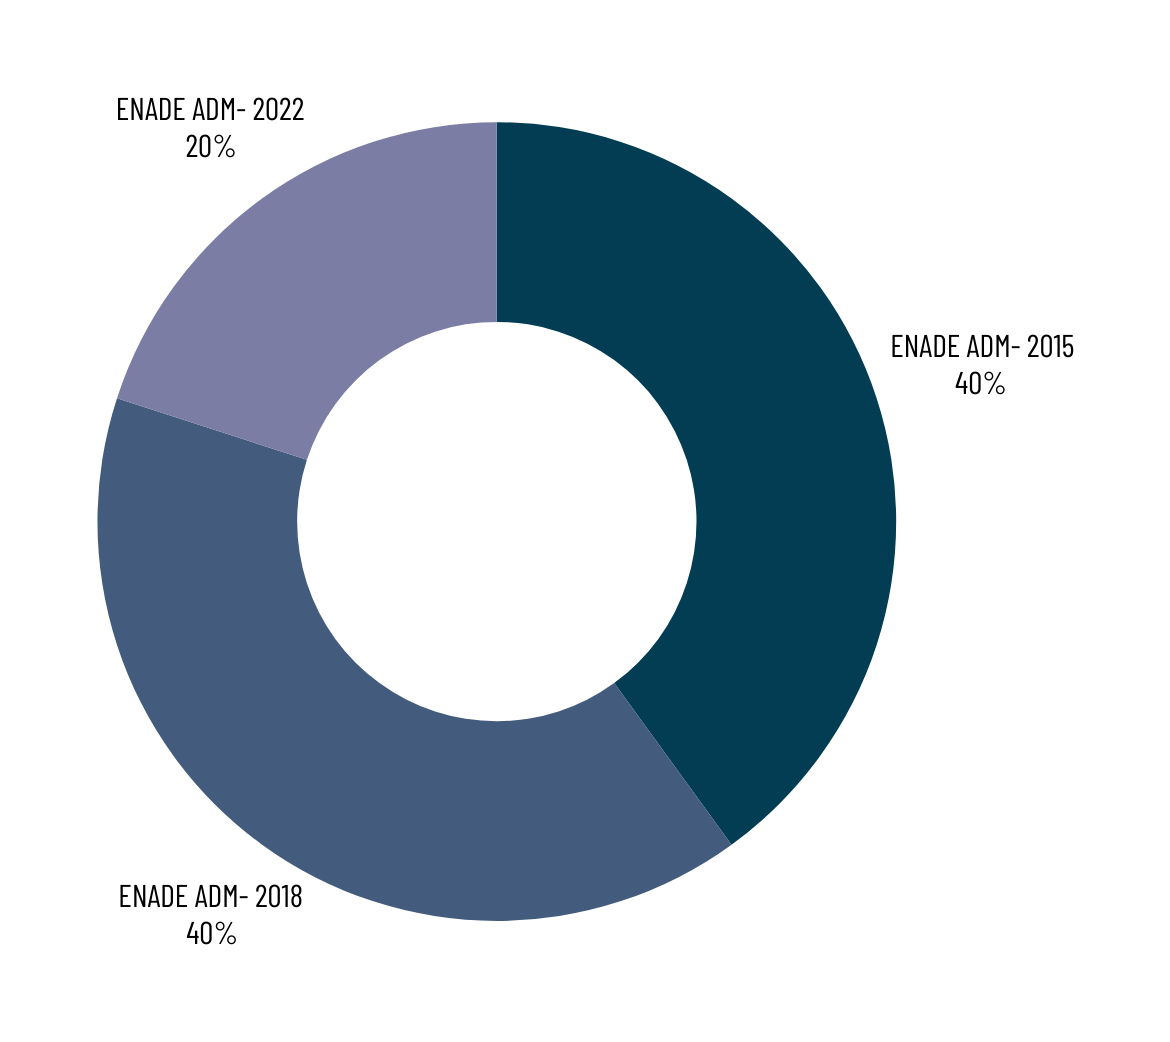 ENADE ADM- 2022
20%
ENADE ADM- 2015
40%
ENADE ADM- 2018
40%